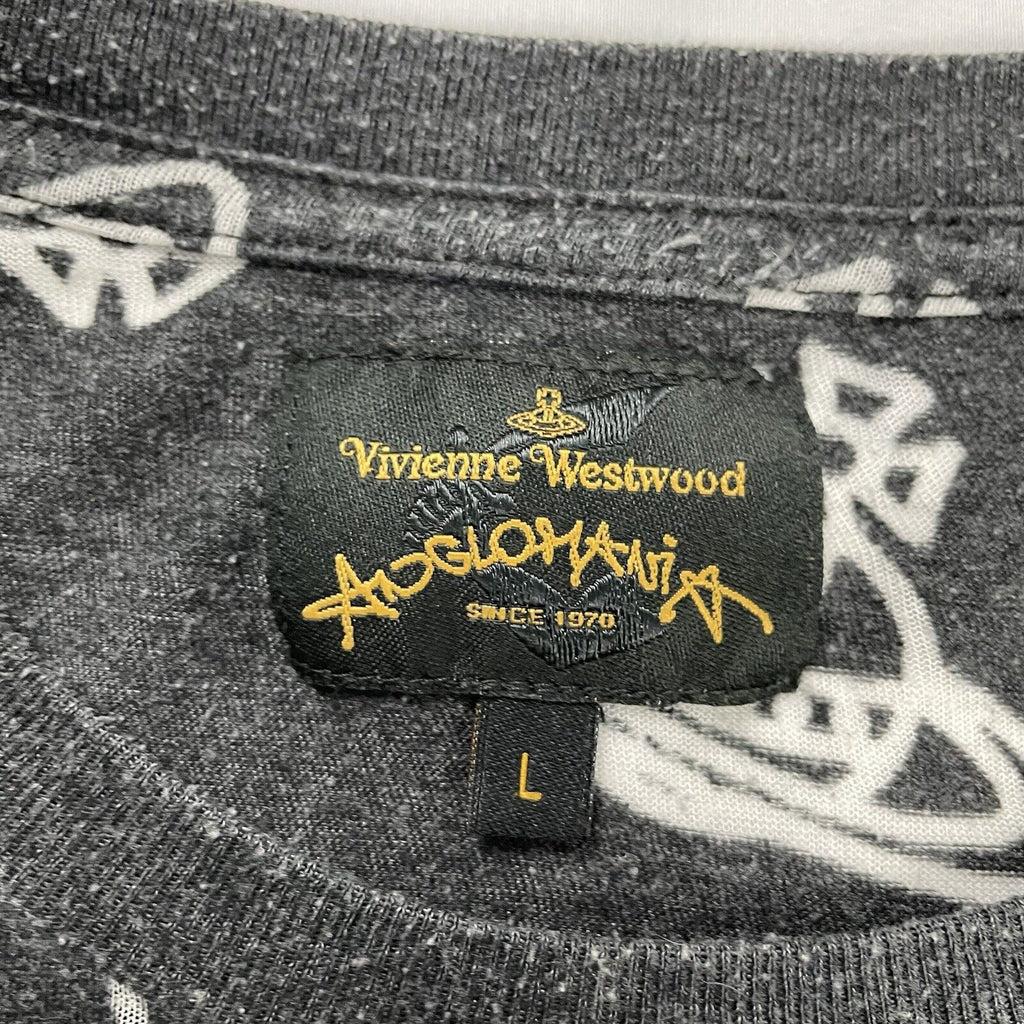 Vivienne Westwood
ANGLOMANiA
SINCE 1970
L